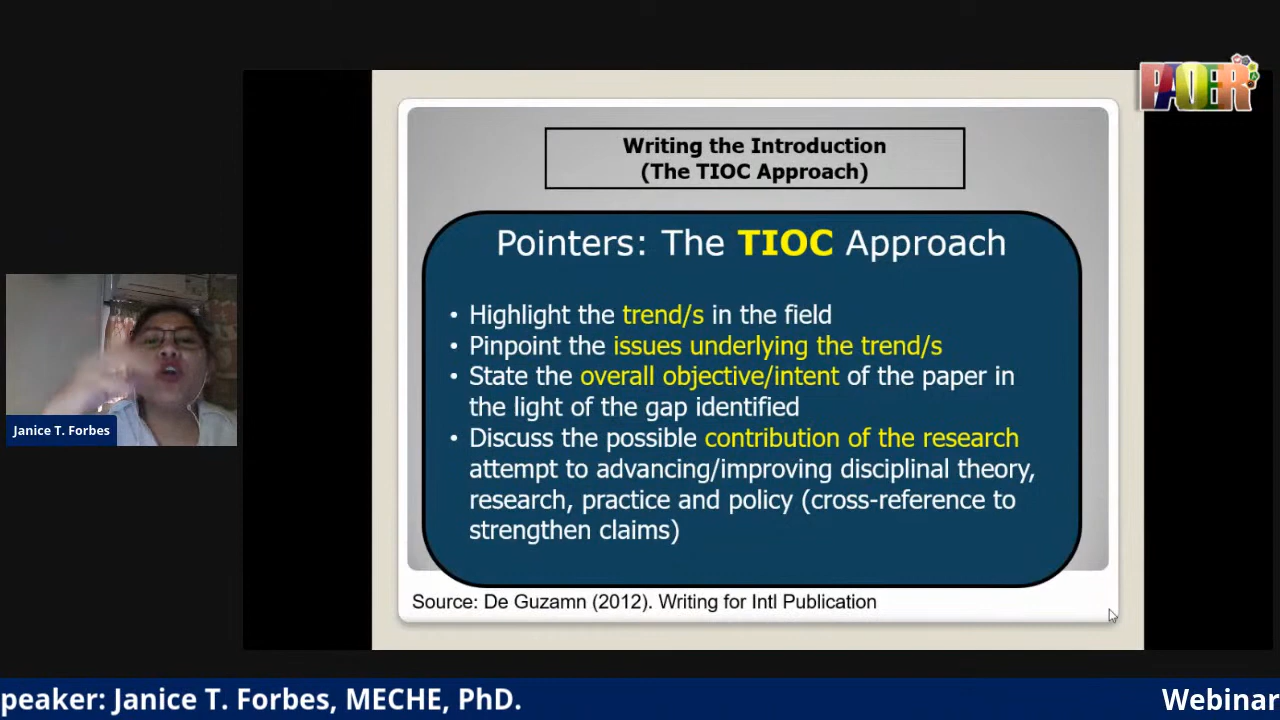 PAOER
Writing the Introduction
(The TIOC Approach)
Pointers: The TIOC Approach
• Highlight the trend/s in the field
• Pinpoint the issues underlying the trend/s
• State the overall objective/intent of the paper in
the light of the gap identified
• Discuss the possible contribution of the research
attempt to advancing/improving disciplinal theory,
research, practice and policy (cross-reference to
strengthen claims)
Janice T. Forbes
Source: De Guzamn (2012). Writing for Intl Publication
peaker: Janice T. Forbes, MECHE, PhD.
Webinar